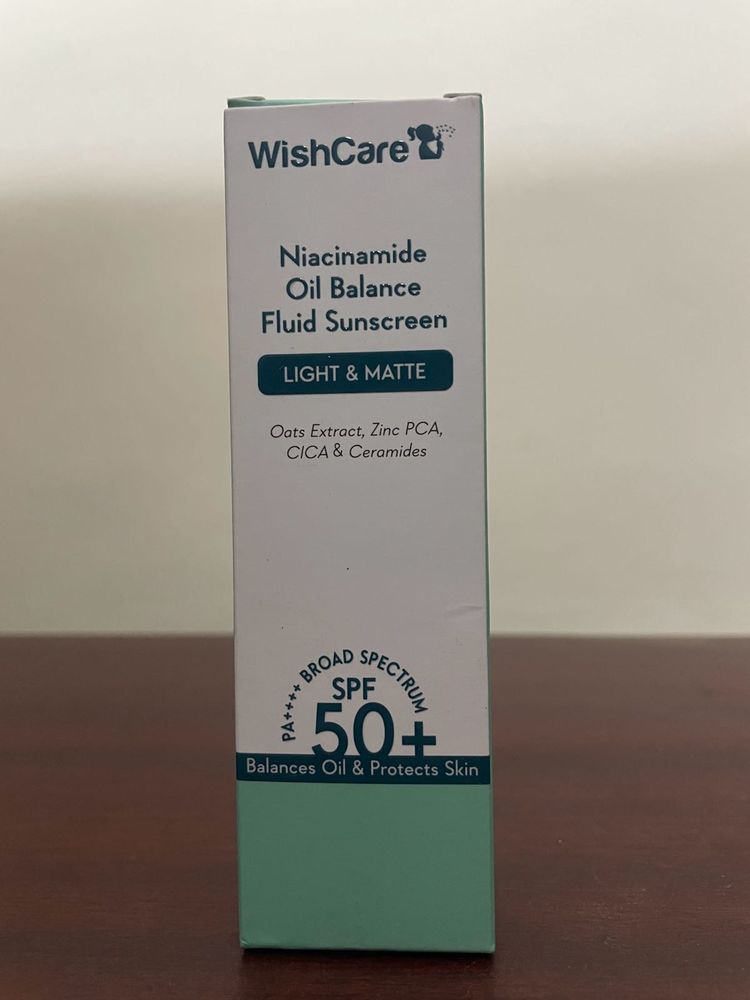 WishCare
Niacinamide
Oil Balance
Fluid Sunscreen
LIGHT & MATTE
Oats Extract, Zinc PCA,
CICA & Ceramides
PA++++ BROAD SPECTRUM
SPF
50+
Balances Oil & Protects Skin